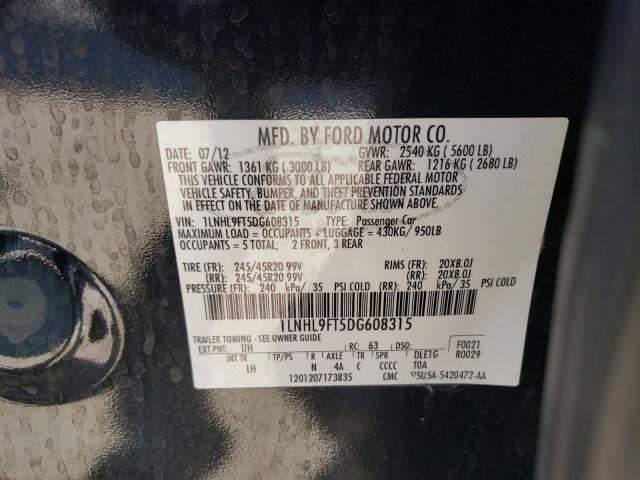 MFD. BY FORD MOTOR CO.
DATE: 07/12 GVWR: 2540 KG ( 5600 LB)
FRONT GAWR: 1361 KG ( 3000 LB) REAR GAWR: 1216 KG ( 2680 LB)
THIS VEHICLE CONFORMS TO ALL APPLICABLE FEDERAL MOTOR
VEHICLE SAFETY, BUMPER, AND THEFT PREVENTION STANDARDS
IN EFFECT ON THE DATE OF MANUFACTURE SHOWN ABOVE.
VIN: 1LNHL9FT5DG608315 TYPE: Passenger Car
MAXIMUM LOAD = OCCUPANTS + LUGGAGE = 430KG/ 950LB
OCCUPANTS = 5 TOTAL; 2 FRONT, 3 REAR
TIRE (FR): 245/45R20 99V RIMS (FR): 20X8.0J
(RR): 245/45R20 99V (RR): 20X8.0J
PRESSURE (FR): 240 kPa/ 35 PSI COLD (RR): 240 kPa/ 35 PSI COLD
1LNHL9FT5DG608315
TRAILER TOWING - SEE OWNER GUIDE
EXT PNT: UH RC: 63 DSO: F0021
INT TR TP/PS R AXLE TR SPR DLE1G R0029
LH N 4A C CCCC T0A
1201207173835 CMC 5U5A-5420472-AA